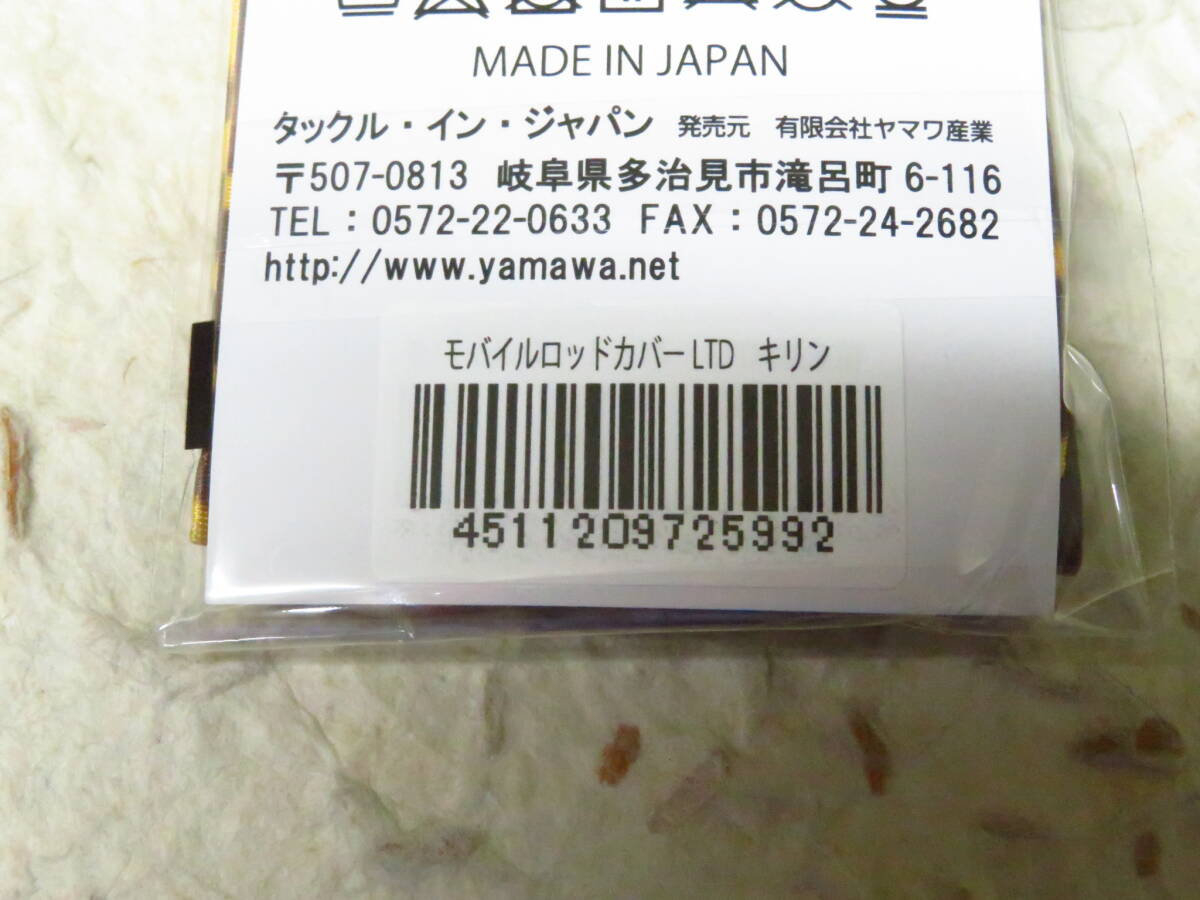 MADE IN JAPAN
タックル・イン・ジャパン 発売元 有限会社ヤマワ産業
〒507-0813 岐阜県多治見市滝呂町 6-116
TEL：0572-22-0633 FAX：0572-24-2682
http://www.yamawa.net
モバイルロッドカバーLTD キリン
4511209725992